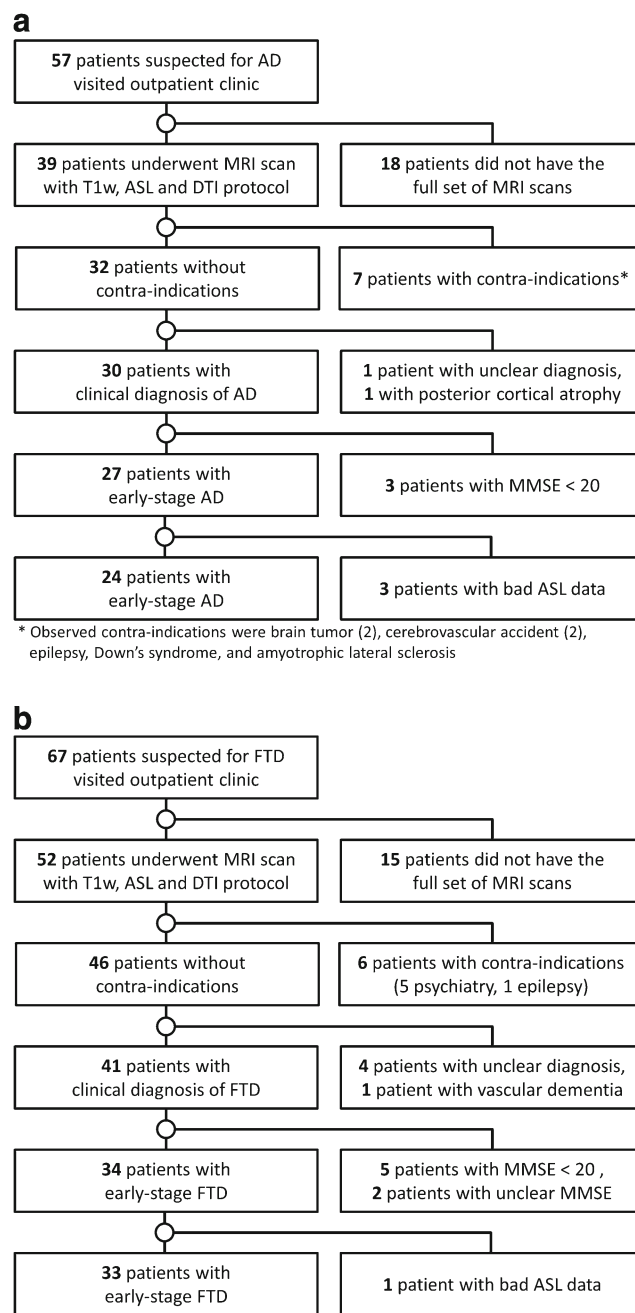 a
57 patients suspected for AD
visited outpatient clinic
39 patients underwent MRI scan
with T1w, ASL and DTI protocol
18 patients did not have the
full set of MRI scans
32 patients without
contra-indications
7 patients with contra-indications*
30 patients with
clinical diagnosis of AD
1 patient with unclear diagnosis,
1 with posterior cortical atrophy
27 patients with
early-stage AD
3 patients with MMSE < 20
24 patients with
early-stage AD
3 patients with bad ASL data
* Observed contra-indications were brain tumor (2), cerebrovascular accident (2),
epilepsy, Down's syndrome, and amyotrophic lateral sclerosis
b
67 patients suspected for FTD
visited outpatient clinic
52 patients underwent MRI scan
with T1w, ASL and DTI protocol
15 patients did not have the
full set of MRI scans
46 patients without
contra-indications
6 patients with contra-indications
(5 psychiatry, 1 epilepsy)
41 patients with
clinical diagnosis of FTD
4 patients with unclear diagnosis,
1 patient with vascular dementia
34 patients with
early-stage FTD
5 patients with MMSE < 20 ,
2 patients with unclear MMSE
33 patients with
early-stage FTD
1 patient with bad ASL data